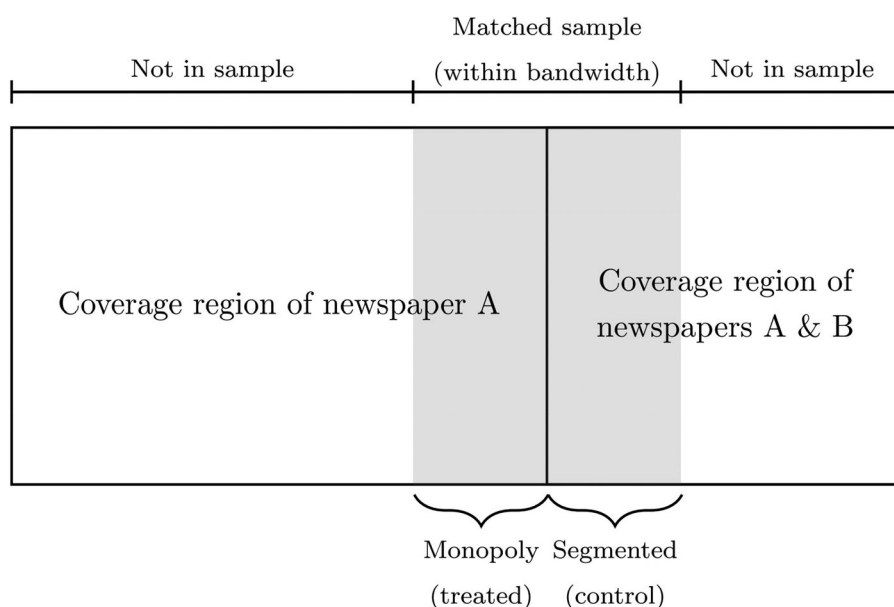 Matched sample
Not in sample
(within bandwidth)
Not in sample
Coverage region of newspaper A
Coverage region of
newspapers A & B
Monopoly
(treated)
Segmented
(control)